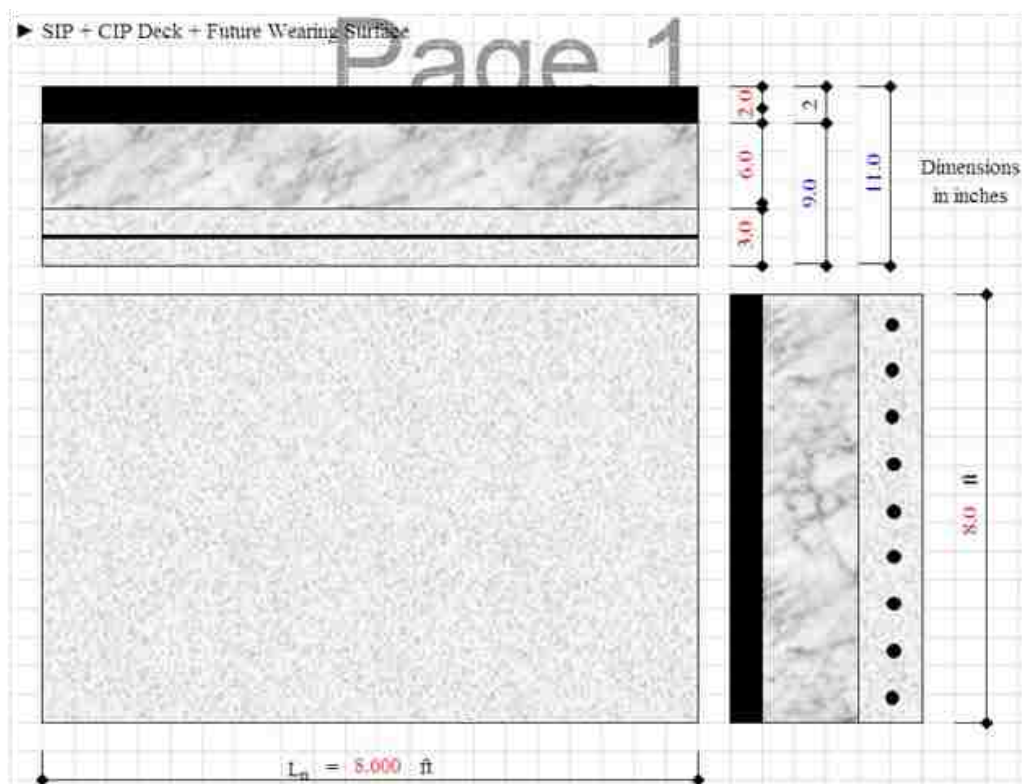 Page 1
► SIP + CIP Deck + Future Wearing Surface
2.0
2
6.0
9.0
11.0
3.0
Dimensions
in inches
8.0 ft
Ln = 8.000 ft